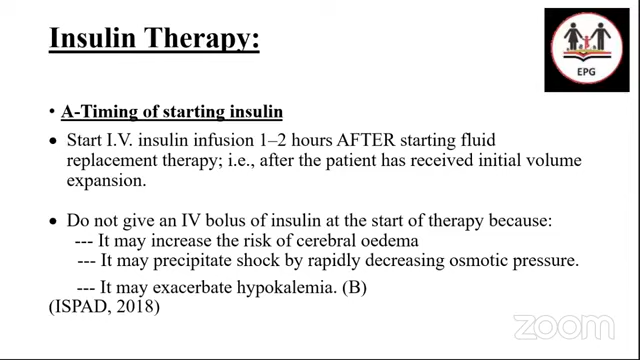 Insulin Therapy:
EPG
• A-Timing of starting insulin
• Start I.V. insulin infusion 1–2 hours AFTER starting fluid
replacement therapy; i.e., after the patient has received initial volume
expansion.
• Do not give an IV bolus of insulin at the start of therapy because:
--- It may increase the risk of cerebral oedema
--- It may precipitate shock by rapidly decreasing osmotic pressure.
--- It may exacerbate hypokalemia. (B)
(ISPAD, 2018)
zoom